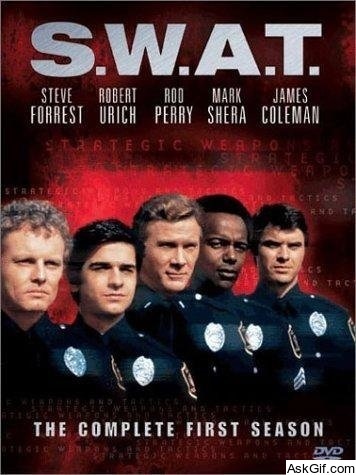 S.W.A.T.
STEVE FORREST
ROBERT URICH
ROD PERRY
MARK SHERA
JAMES COLEMAN
STRATEGIC WEAPONS
THE COMPLETE FIRST SEASON
DVD
AskGif.com